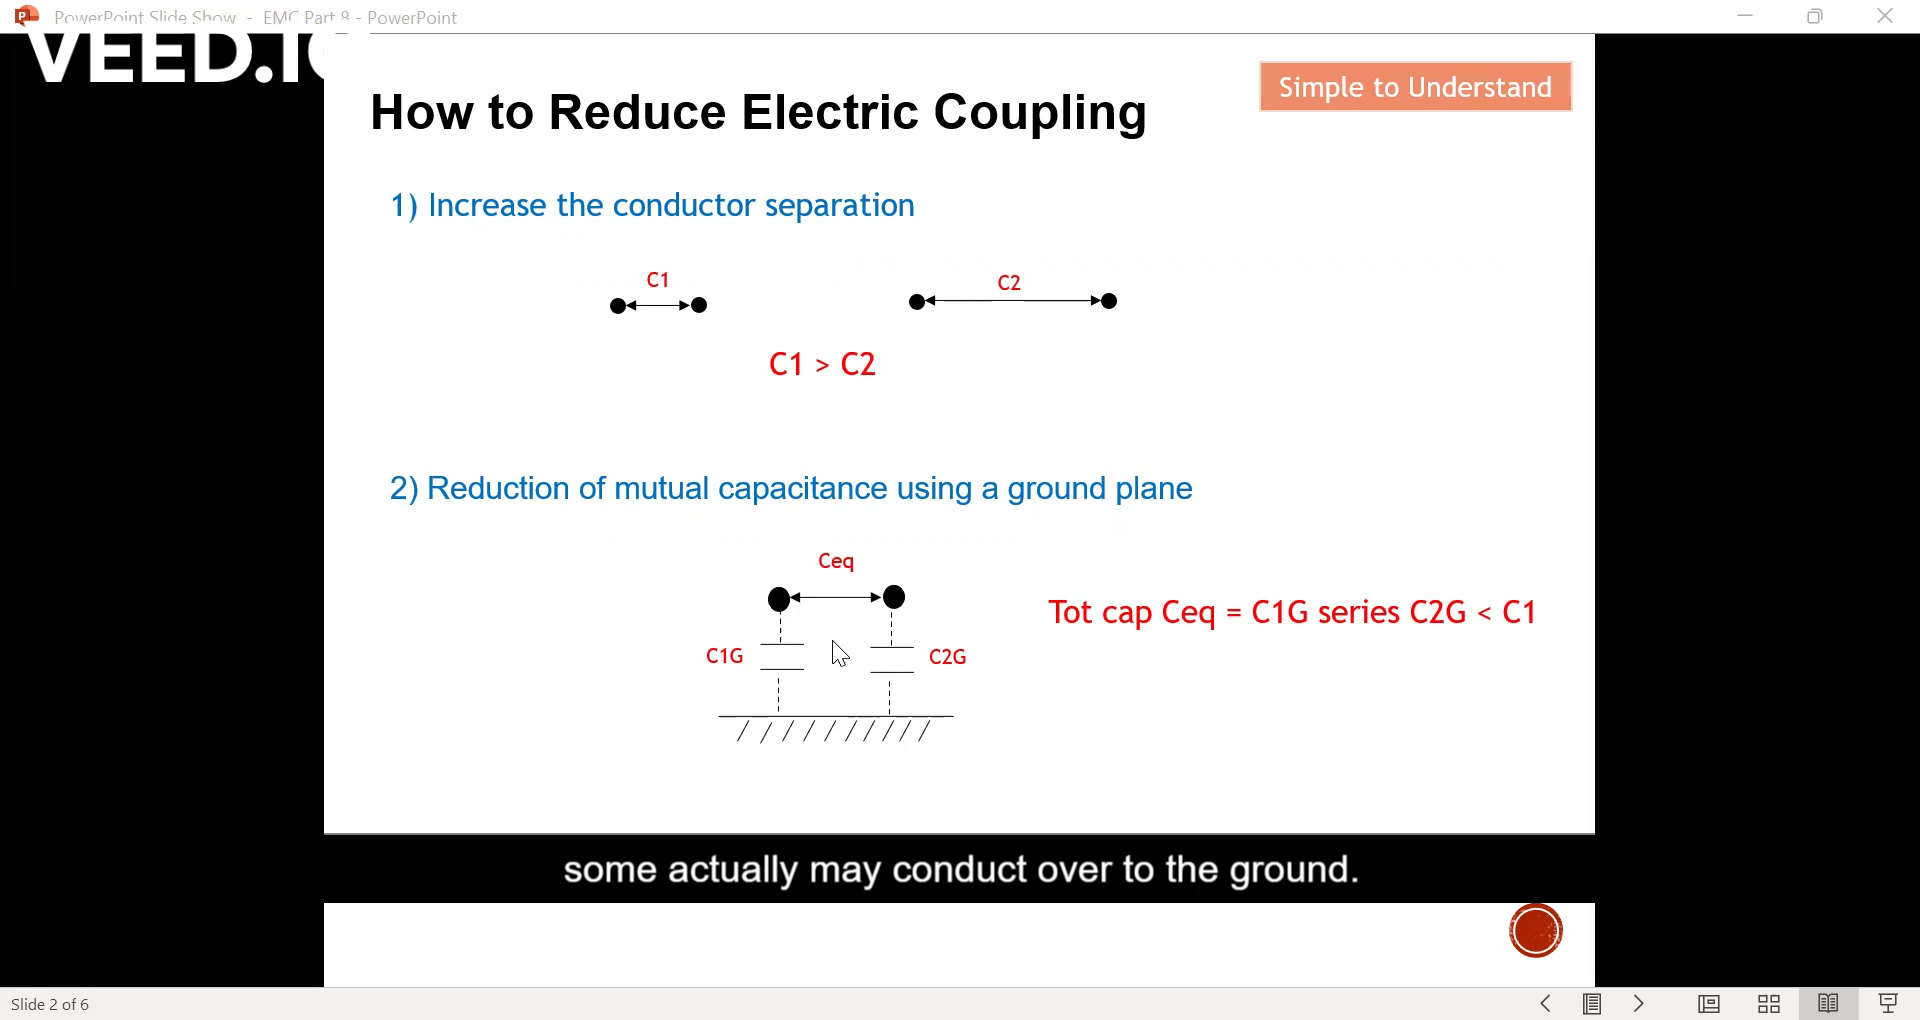 PowerPoint Slide Show - EMC Part 8 - PowerPoint
VEED.IO
Simple to Understand
How to Reduce Electric Coupling
1) Increase the conductor separation
C1
C2
C1 > C2
2) Reduction of mutual capacitance using a ground plane
Ceq
Tot cap Ceq = C1G series C2G < C1
C1G
C2G
some actually may conduct over to the ground.
Slide 2 of 6